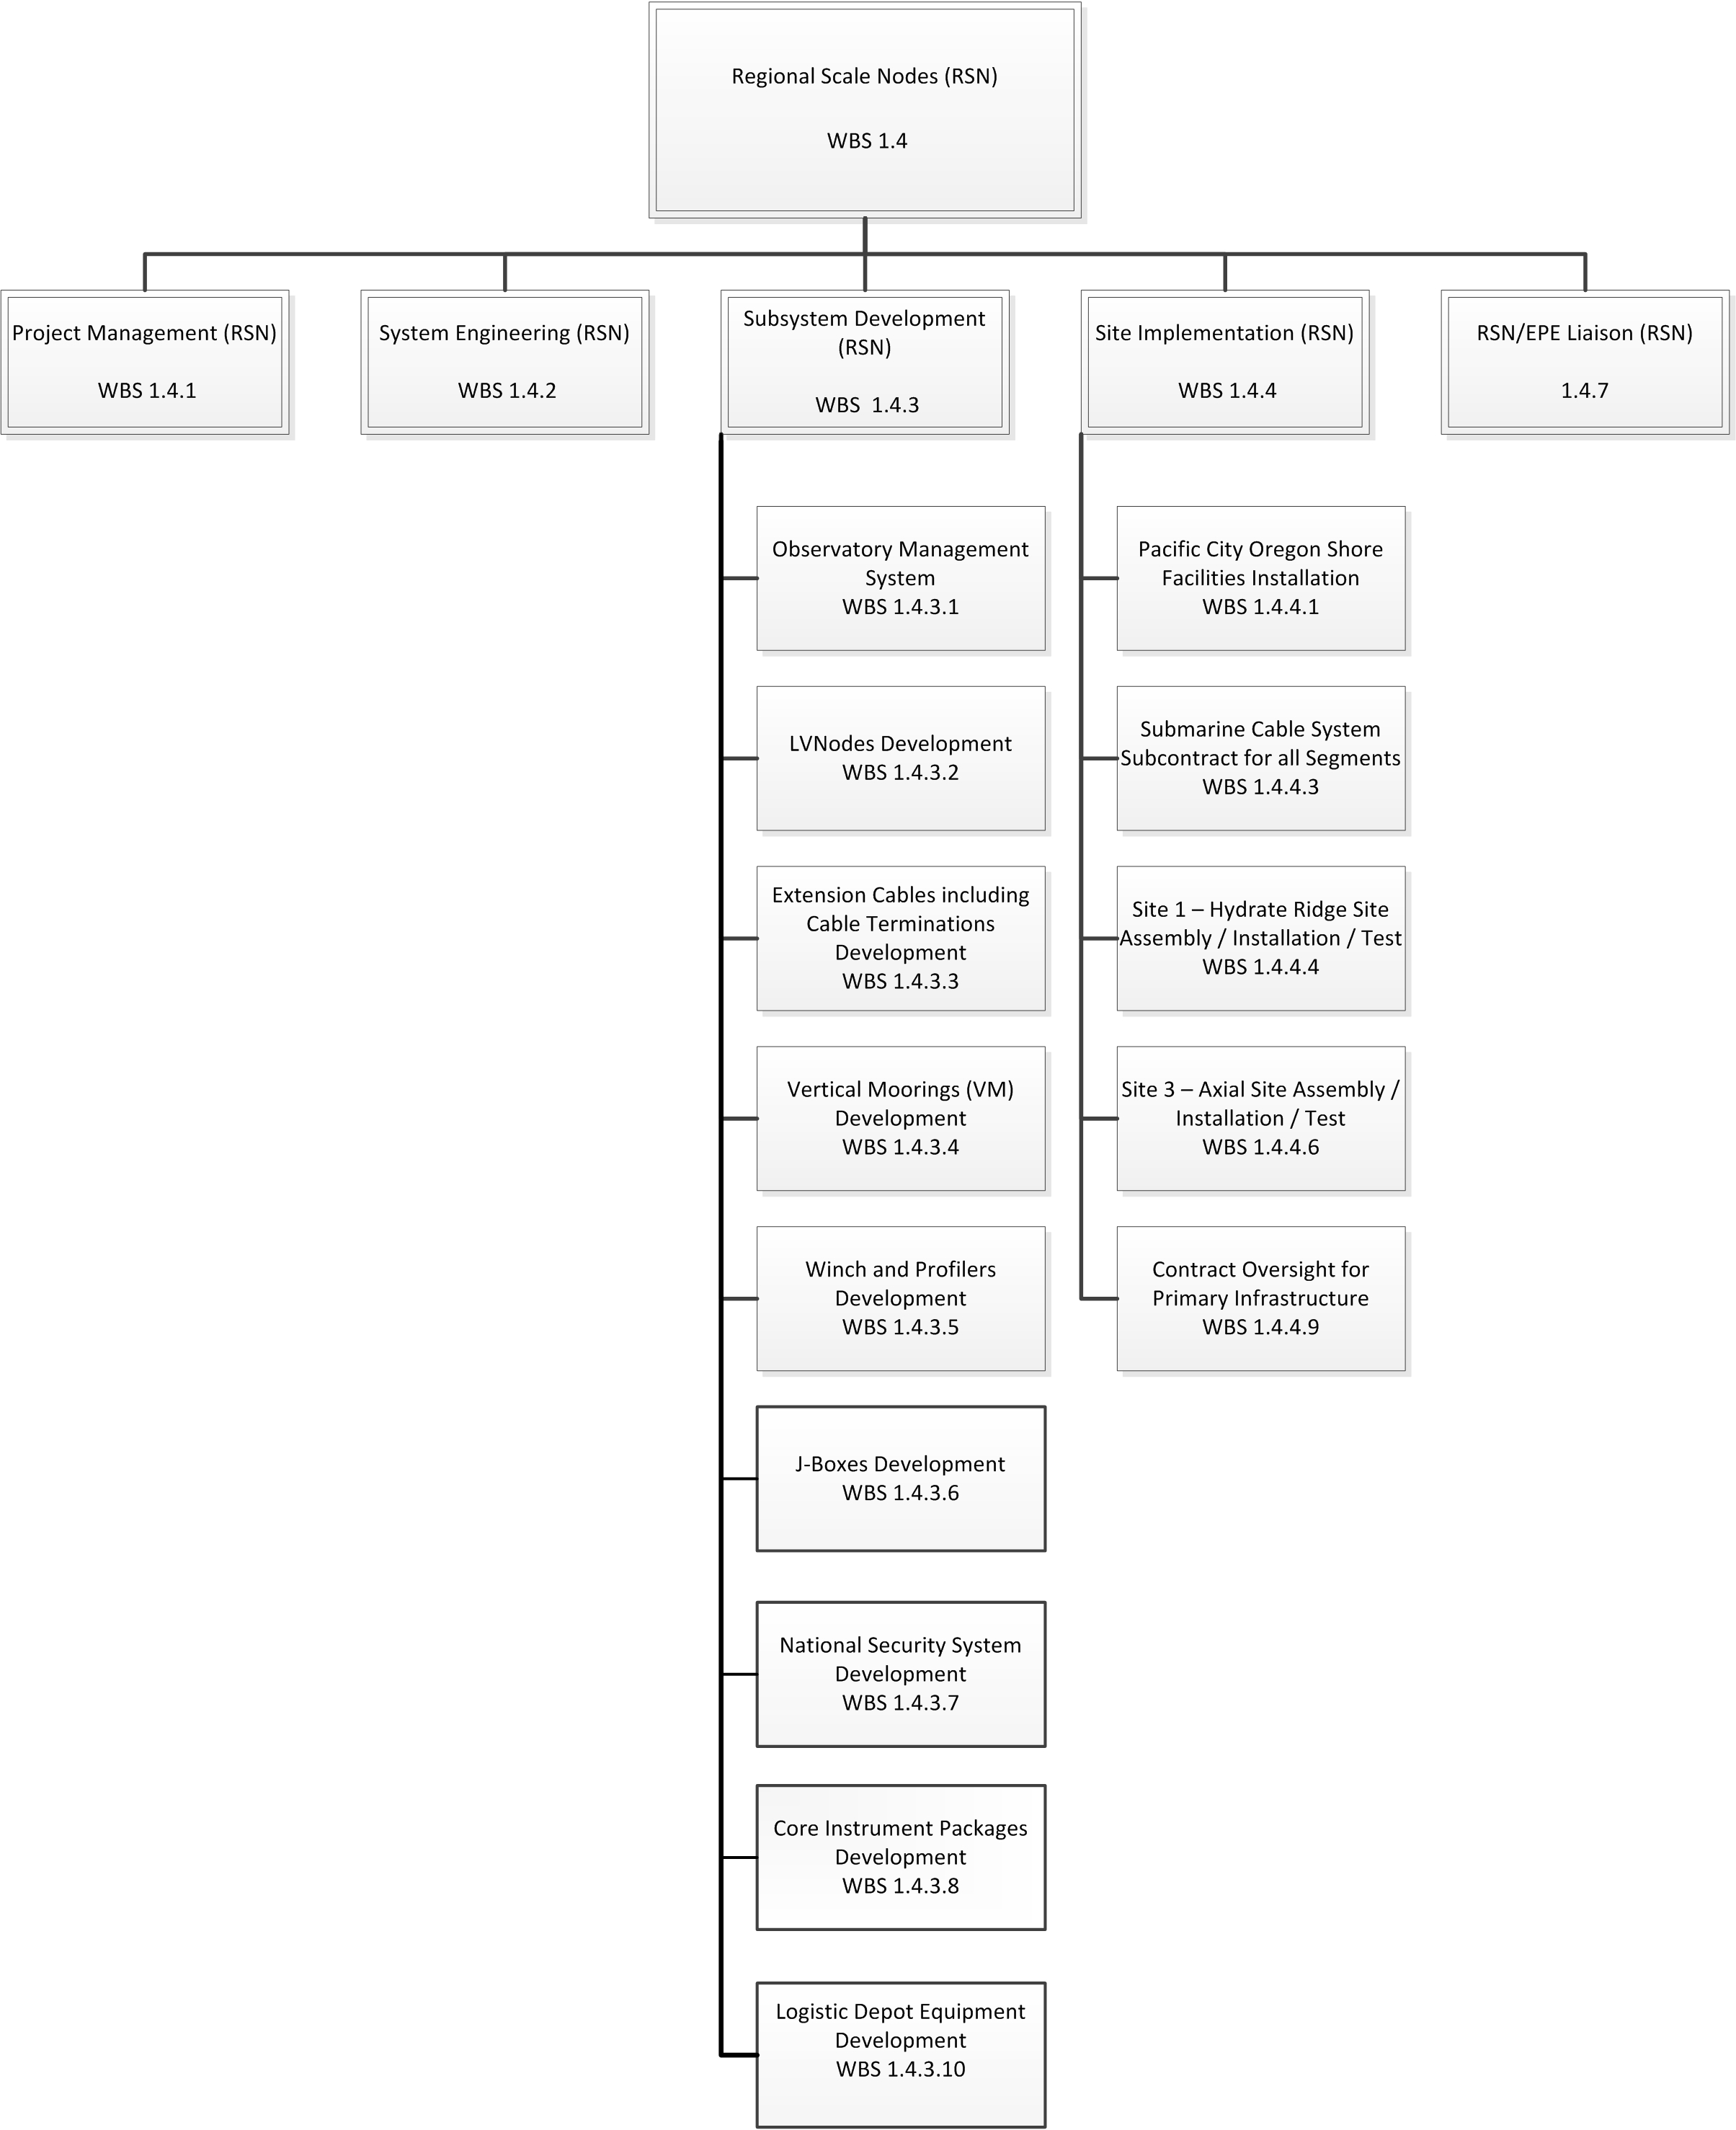 Regional Scale Nodes (RSN)
WBS 1.4
Project Management (RSN)
WBS 1.4.1
System Engineering (RSN)
WBS 1.4.2
Subsystem Development
(RSN)
WBS  1.4.3
Site Implementation (RSN)
WBS 1.4.4
RSN/EPE Liaison (RSN)
1.4.7
Observatory Management
System
WBS 1.4.3.1
LVNodes Development
WBS 1.4.3.2
Extension Cables including
Cable Terminations
Development
WBS 1.4.3.3
Vertical Moorings (VM)
Development
WBS 1.4.3.4
Winch and Profilers
Development
WBS 1.4.3.5
J-Boxes Development
WBS 1.4.3.6
National Security System
Development
WBS 1.4.3.7
Core Instrument Packages
Development
WBS 1.4.3.8
Logistic Depot Equipment
Development
WBS 1.4.3.10
Pacific City Oregon Shore
Facilities Installation
WBS 1.4.4.1
Submarine Cable System
Subcontract for all Segments
WBS 1.4.4.3
Site 1 – Hydrate Ridge Site
Assembly / Installation / Test
WBS 1.4.4.4
Site 3 – Axial Site Assembly /
Installation / Test
WBS 1.4.4.6
Contract Oversight for
Primary Infrastructure
WBS 1.4.4.9